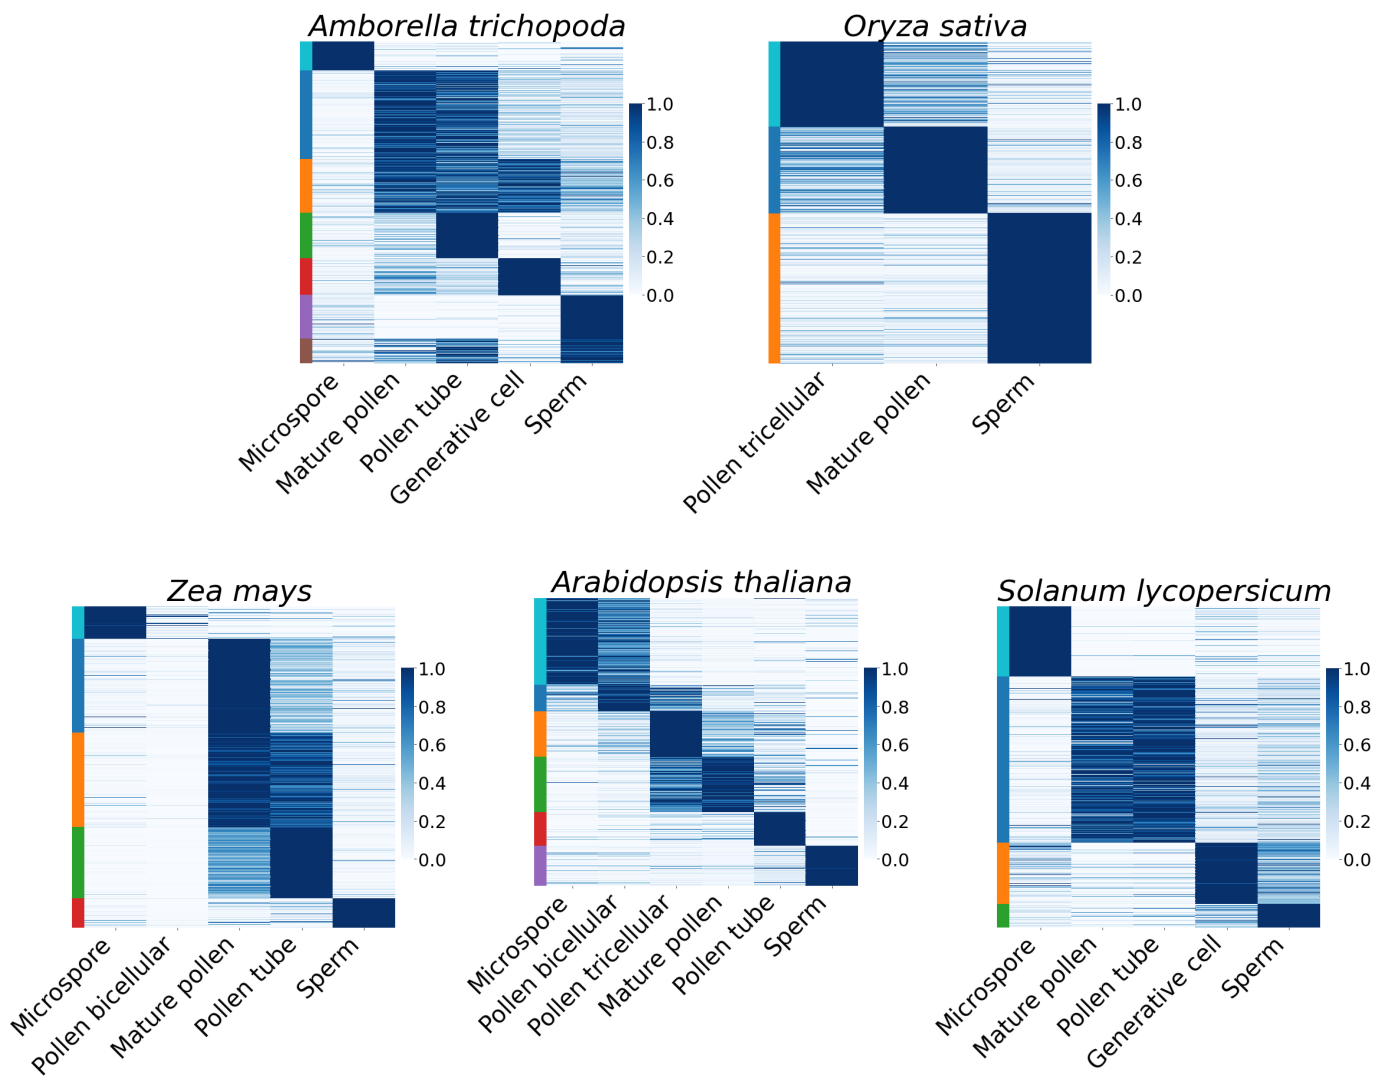 Amborella trichopoda
1.0
0.8
0.6
0.4
0.2
0.0
Microspore
Mature pollen
Pollen tube
Generative cell
Sperm
Oryza sativa
1.0
0.8
0.6
0.4
0.2
0.0
Pollen tricellular
Mature pollen
Sperm
Zea mays
1.0
0.8
0.6
0.4
0.2
0.0
Microspore
Pollen bicellular
Mature pollen
Pollen tube
Sperm
Arabidopsis thaliana
1.0
0.8
0.6
0.4
0.2
0.0
Microspore
Pollen bicellular
Pollen tricellular
Mature pollen
Pollen tube
Sperm
Solanum lycopersicum
1.0
0.8
0.6
0.4
0.2
0.0
Microspore
Mature pollen
Pollen tube
Generative cell
Sperm